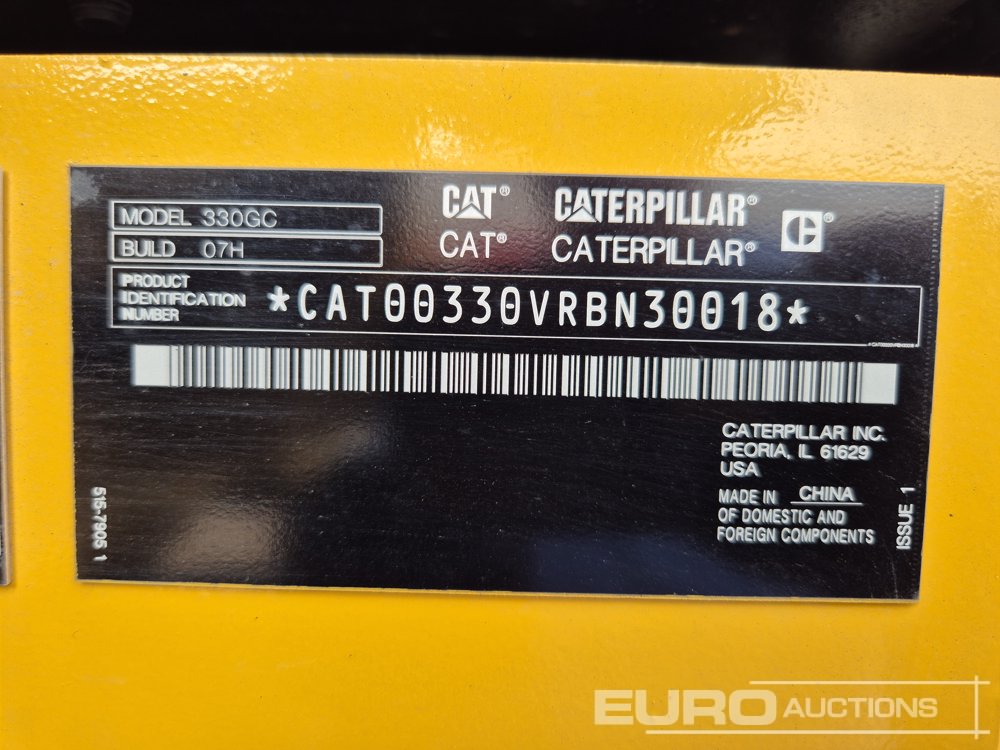 MODEL 330GC
BUILD 07H
CAT® CATERPILLAR®
CAT® CATERPILLAR®
C®
PRODUCT
IDENTIFICATION
NUMBER
*CAT00330VRBN30018*
CATERPILLAR INC.
PEORIA, IL 61629
USA
MADE IN CHINA
OF DOMESTIC AND
FOREIGN COMPONENTS
515-7905 1
ISSUE 1
EURO AUCTIONS